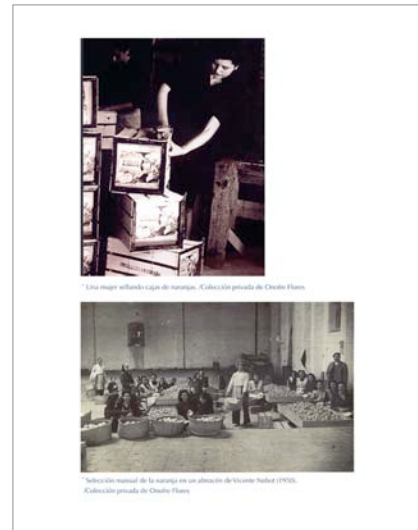 Una mujer sellando cajas de naranjas. /Colección privada de Onofre Flores
Selección manual de la naranja en un almacén de Vicente Nebot (1950).
/Colección privada de Onofre Flores